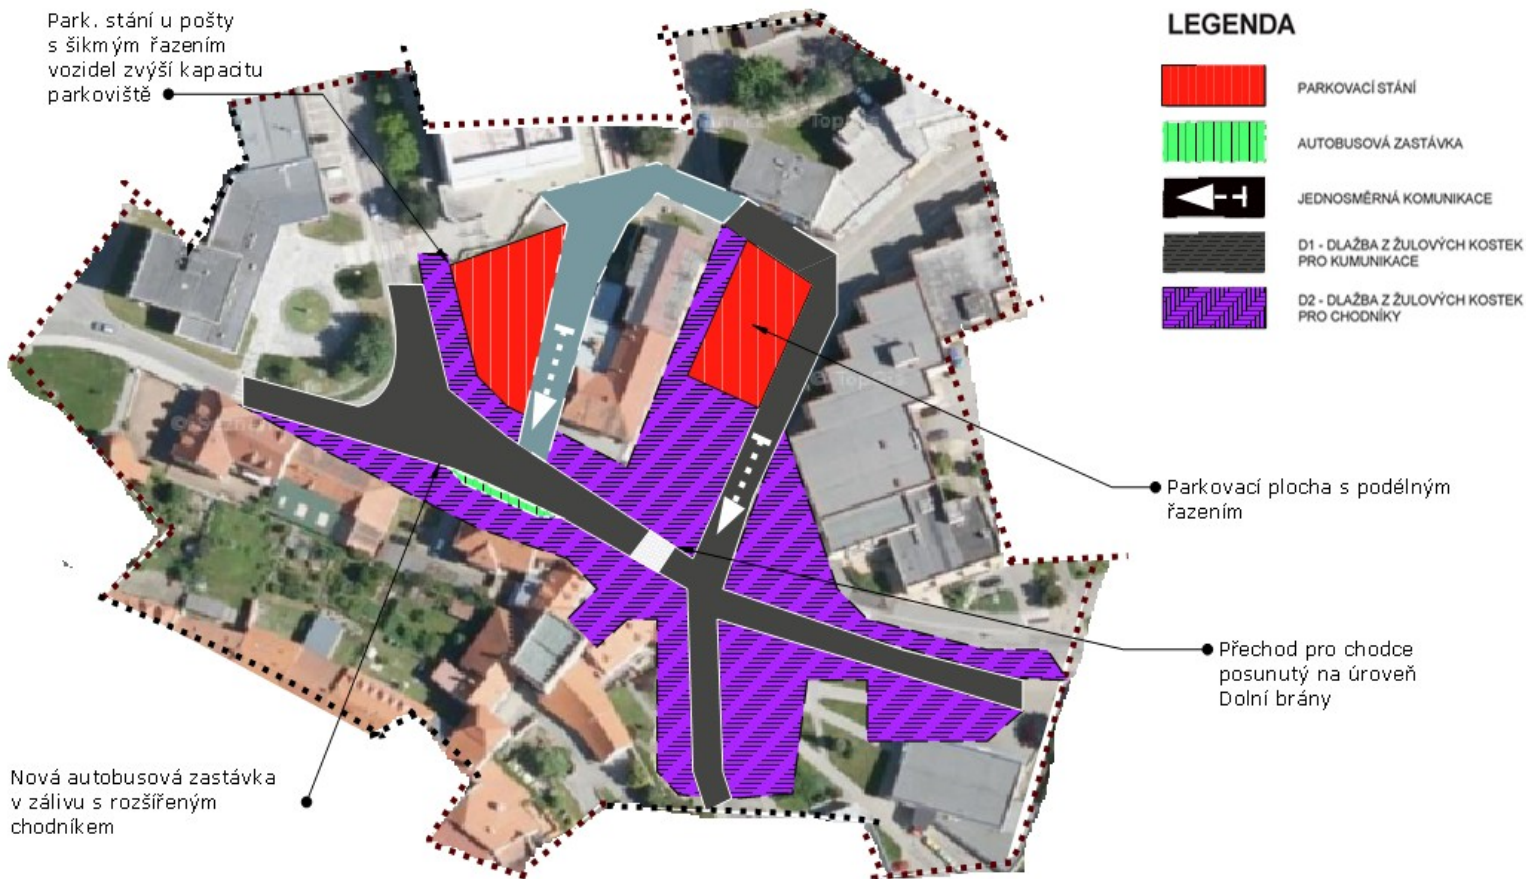 Park. stání u pošty
s šikmým řazením
vozidel zvýší kapacitu
parkoviště
LEGENDA
PARKOVACÍ STÁNÍ
AUTOBUSOVÁ ZASTÁVKA
JEDNOSMĚRNÁ KOMUNIKACE
D1 - DLAŽBA Z ŽULOVÝCH KOSTEK
PRO KUMUNIKACE
D2 - DLAŽBA Z ŽULOVÝCH KOSTEK
PRO CHODNÍKY
Parkovací plocha s podélným
řazením
Přechod pro chodce
posunutý na úroveň
Dolní brány
Nová autobusová zastávka
v zálivu s rozšířeným
chodníkem